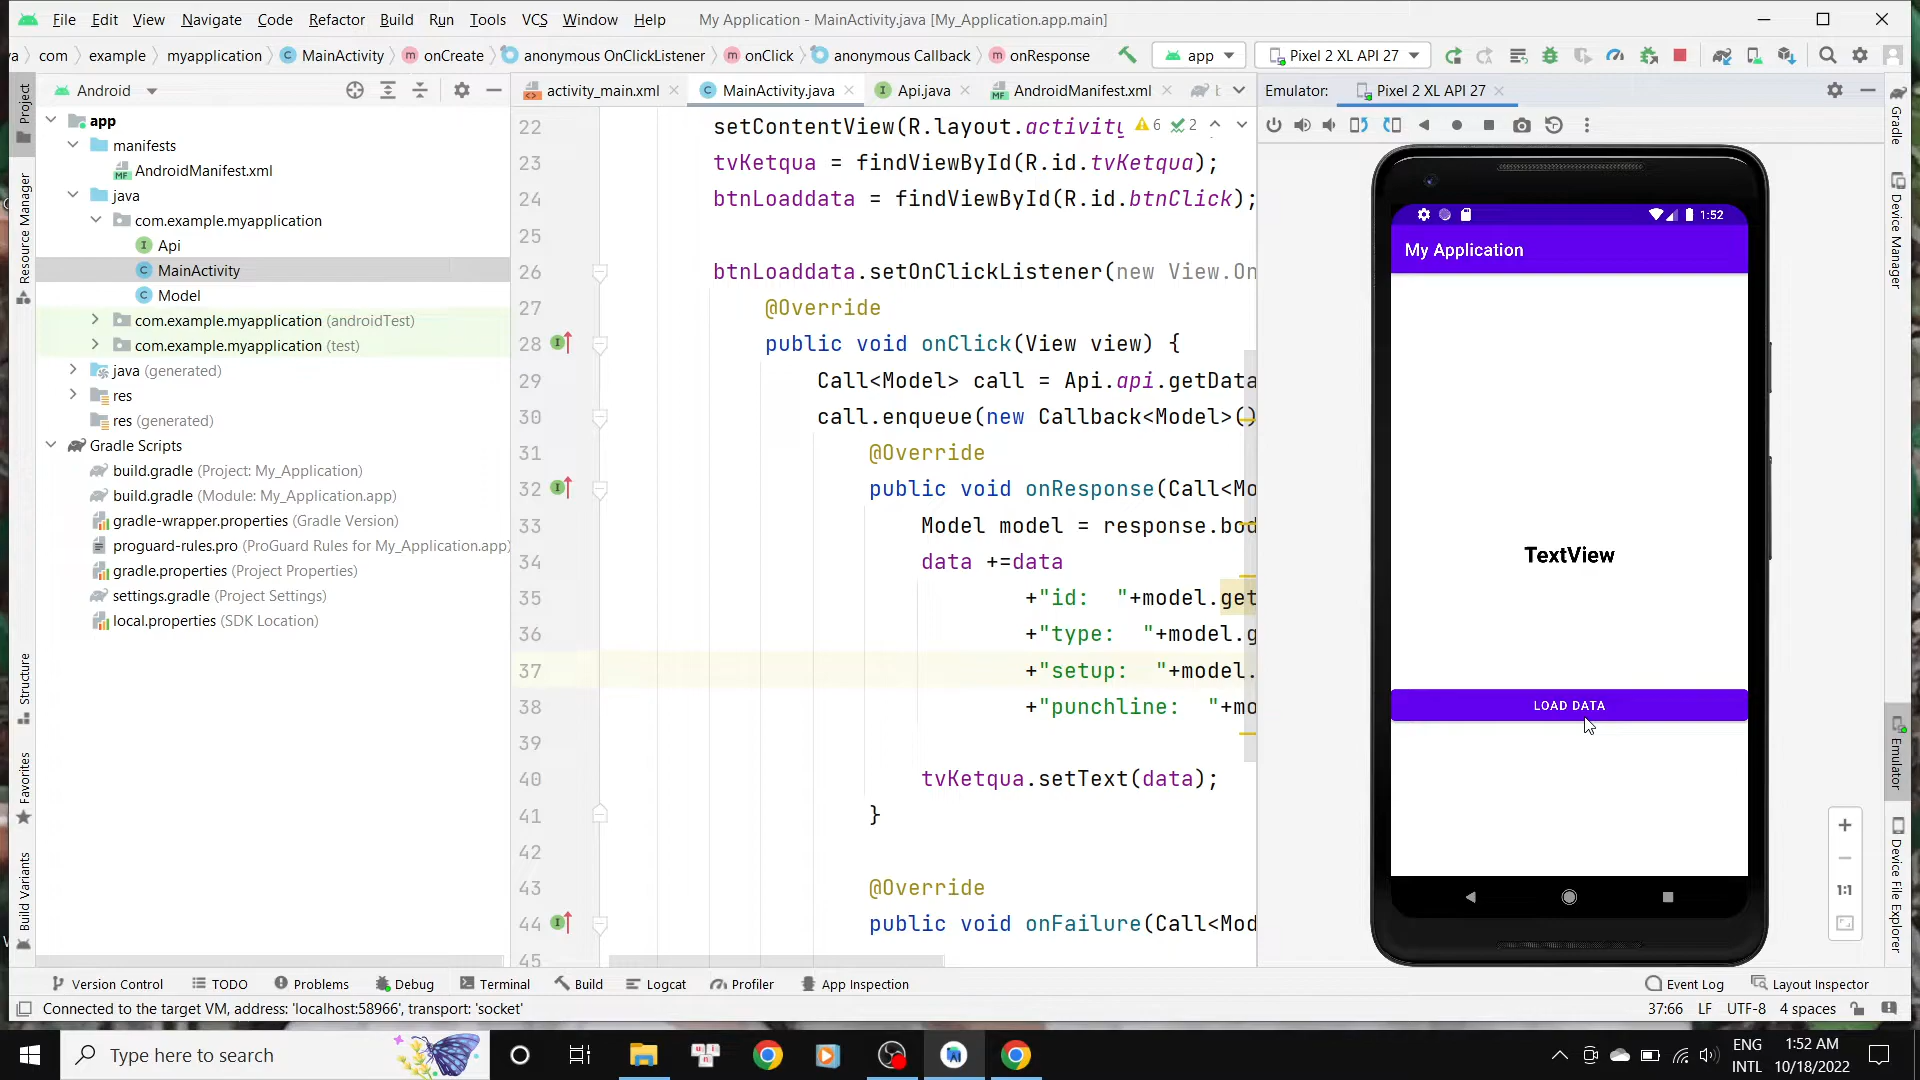 File Edit View Navigate Code Refactor Build Run Tools VCS Window Help My Application - MainActivity.java [My_Application.app.main]
com example myapplication MainActivity onCreate anonymous OnClickListener onClick anonymous Callback onResponse app Pixel 2 XL API 27
Android
activity_main.xml MainActivity.java Api.java AndroidManifest.xml
Emulator: Pixel 2 XL API 27
Project
Resource Manager
Structure
Favorites
Build Variants
app
manifests
AndroidManifest.xml
java
com.example.myapplication
Api
MainActivity
Model
com.example.myapplication (androidTest)
com.example.myapplication (test)
java (generated)
res
res (generated)
Gradle Scripts
build.gradle (Project: My_Application)
build.gradle (Module: My_Application.app)
gradle-wrapper.properties (Gradle Version)
proguard-rules.pro (ProGuard Rules for My_Application.app)
gradle.properties (Project Properties)
settings.gradle (Project Settings)
local.properties (SDK Location)
22 setContentView(R.layout.activity 6 2
23 tvKetqua = findViewById(R.id.tvKetqua);
24 btnLoaddata = findViewById(R.id.btnClick);
25
26 btnLoaddata.setOnClickListener(new View.On
27 @Override
28 public void onClick(View view) {
29 Call<Model> call = Api.api.getData
30 call.enqueue(new Callback<Model>()
31 @Override
32 public void onResponse(Call<Mo
33 Model model = response.bod
34 data +=data
35 +"id:  "+model.get
36 +"type:  "+model.g
37 +"setup:  "+model.
38 +"punchline:  "+mo
39
40 tvKetqua.setText(data);
41 }
42
43 @Override
44 public void onFailure(Call<Mod
45
1:52
My Application
TextView
LOAD DATA
1:1
Gradle
Device Manager
Emulator
Device File Explorer
Version Control TODO Problems Debug Terminal Build Logcat Profiler App Inspection Event Log Layout Inspector
Connected to the target VM, address: 'localhost:58966', transport: 'socket' 37:66 LF UTF-8 4 spaces
Type here to search
ENG
INTL
1:52 AM
10/18/2022